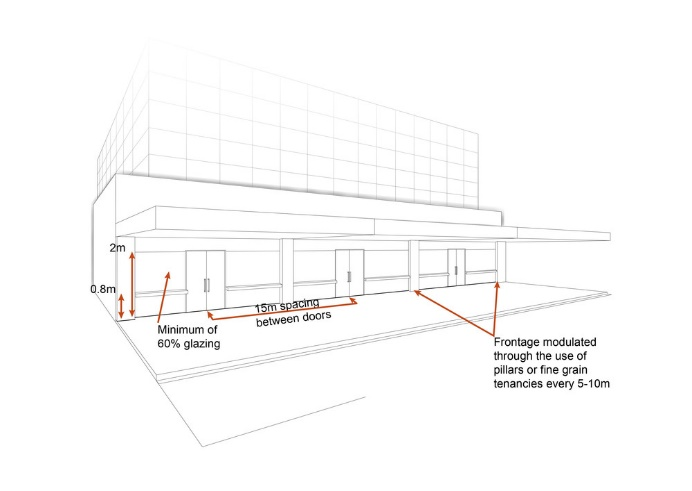 2m
0.8m
15m spacing
between doors
Minimum of
60% glazing
Frontage modulated
through the use of
pillars or fine grain
tenancies every 5-10m